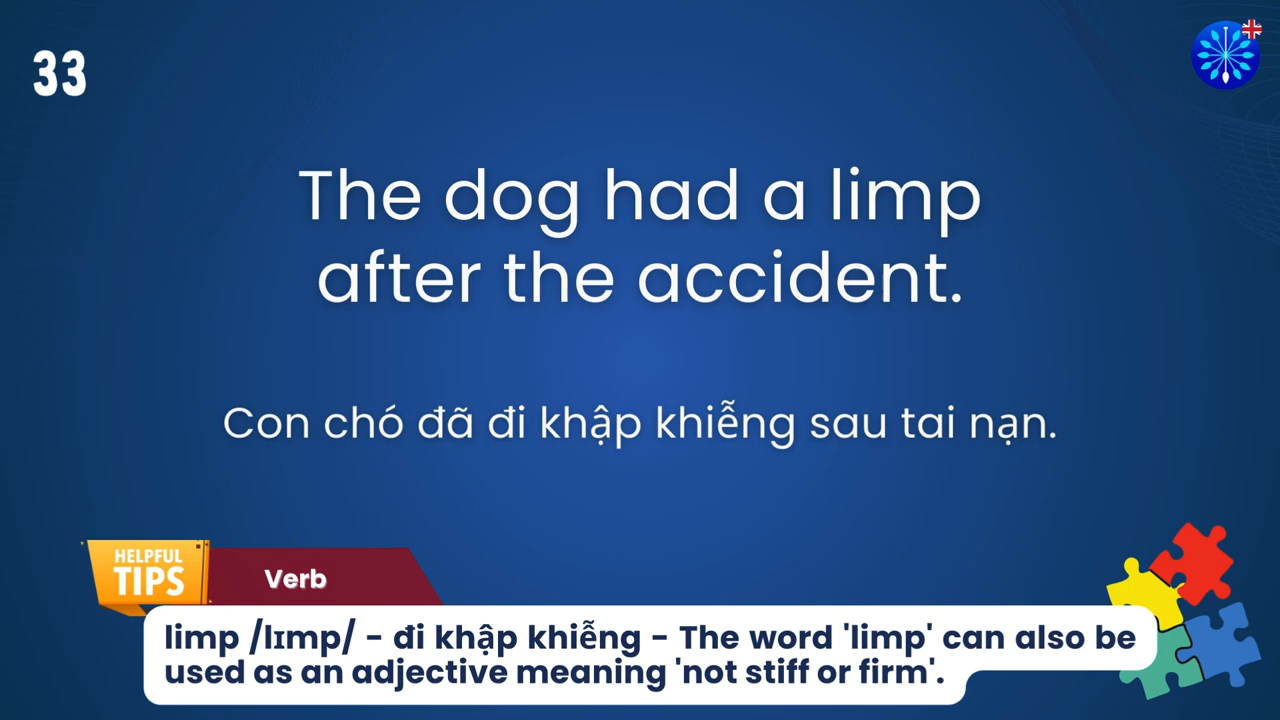 33
The dog had a limp
after the accident.
Con chó đã đi khập khiễng sau tai nạn.
HELPFUL
TIPS
Verb
limp /lɪmp/ - đi khập khiễng - The word 'limp' can also be
used as an adjective meaning 'not stiff or firm'.